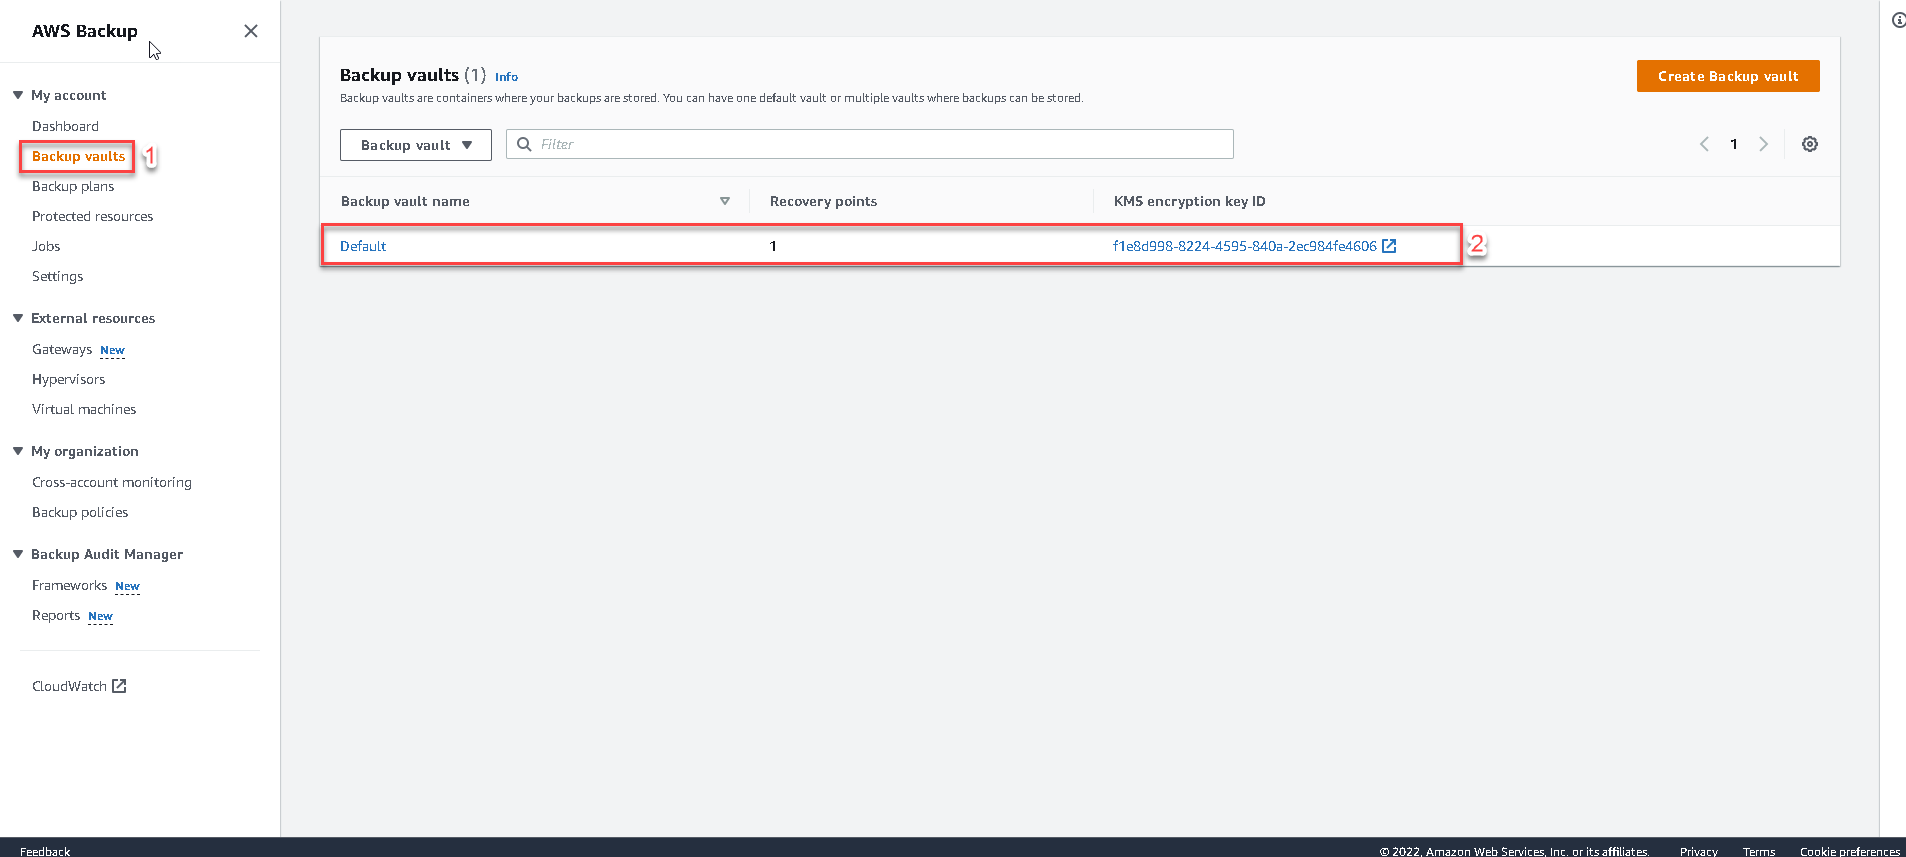 AWS Backup
My account
Dashboard
Backup vaults 1
Backup plans
Protected resources
Jobs
Settings
External resources
Gateways New
Hypervisors
Virtual machines
My organization
Cross-account monitoring
Backup policies
Backup Audit Manager
Frameworks New
Reports New
CloudWatch
Backup vaults (1) Info
Create Backup vault
Backup vaults are containers where your backups are stored. You can have one default vault or multiple vaults where backups can be stored.
Backup vault Filter 1
Backup vault name Recovery points KMS encryption key ID
Default 1 f1e8d998-8224-4595-840a-2ec984fe4606 2
Feedback © 2022, Amazon Web Services, Inc. or its affiliates. Privacy Terms Cookie preferences